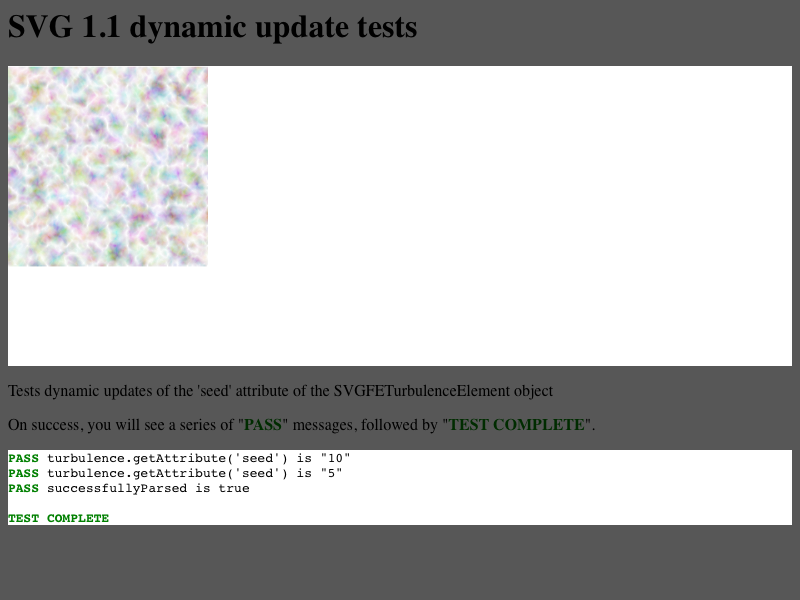 SVG 1.1 dynamic update tests
Tests dynamic updates of the 'seed' attribute of the SVGFETurbulenceElement object
On success, you will see a series of "PASS" messages, followed by "TEST COMPLETE".
PASS turbulence.getAttribute('seed') is "10"
PASS turbulence.getAttribute('seed') is "5"
PASS successfullyParsed is true
TEST COMPLETE